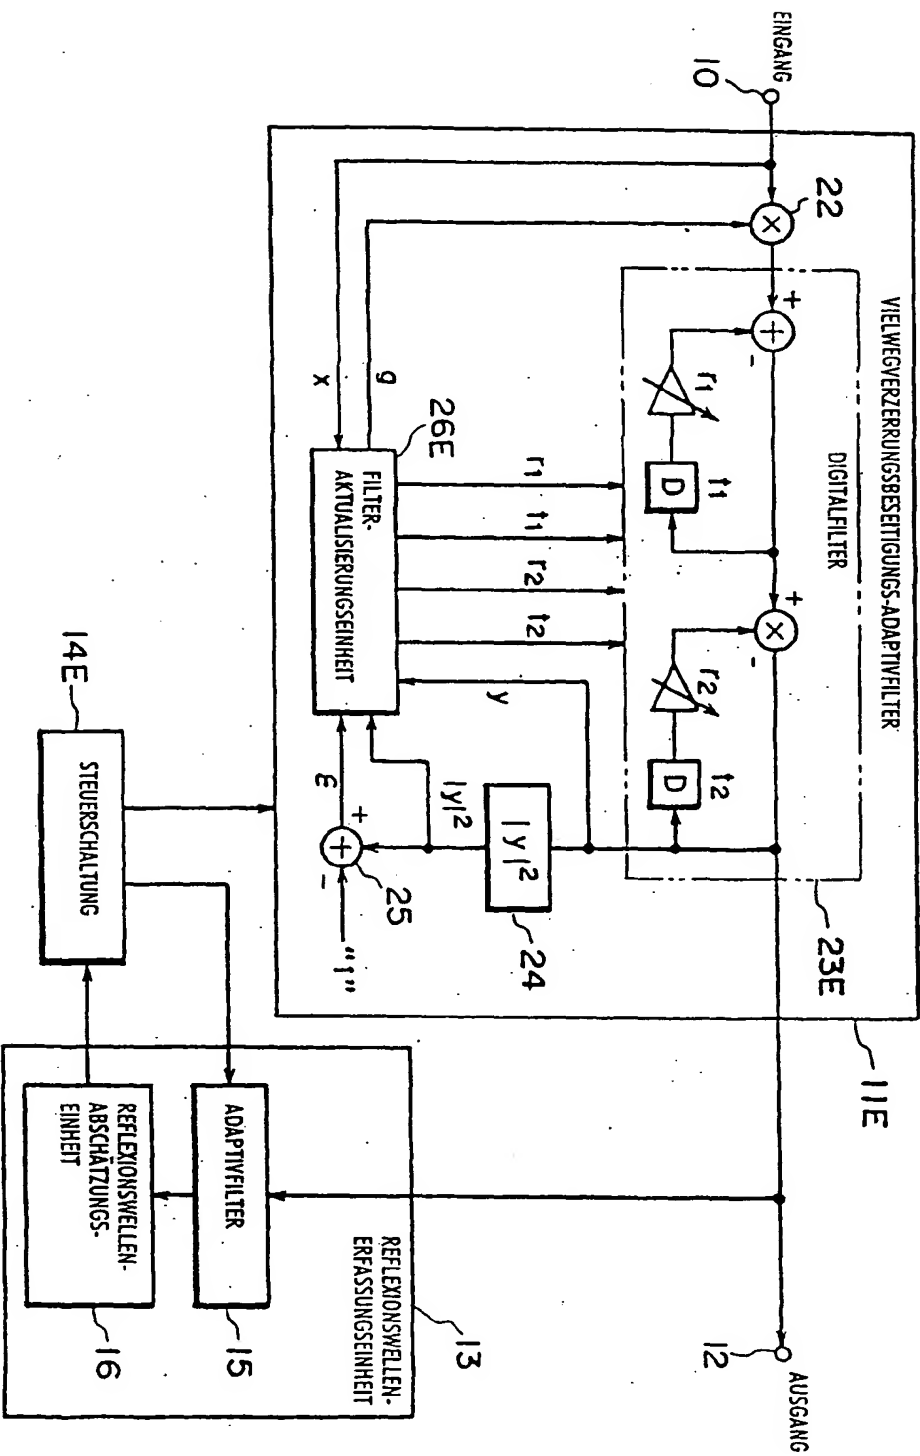 EINGANG
10
22
VIELWEGVERZERRUNGSBESEITIGUNGS-ADAPTIVFILTER
DIGITALFILTER
+
-
r1
t1
D
+
-
r2
t2
D
23E
11E
g
x
26E
FILTER-
AKTUALISIERUNGSEINHEIT
r1
t1
r2
t2
y
|y|²
|y|²
24
ε
+
-
25
"1"
14E
STEUERSCHALTUNG
REFLEXIONSWELLEN-
ERFASSUNGSEINHEIT
13
ADAPTIVFILTER
15
REFLEXIONSWELLEN-
ABSCHÄTZUNGS-
EINHEIT
16
12
AUSGANG